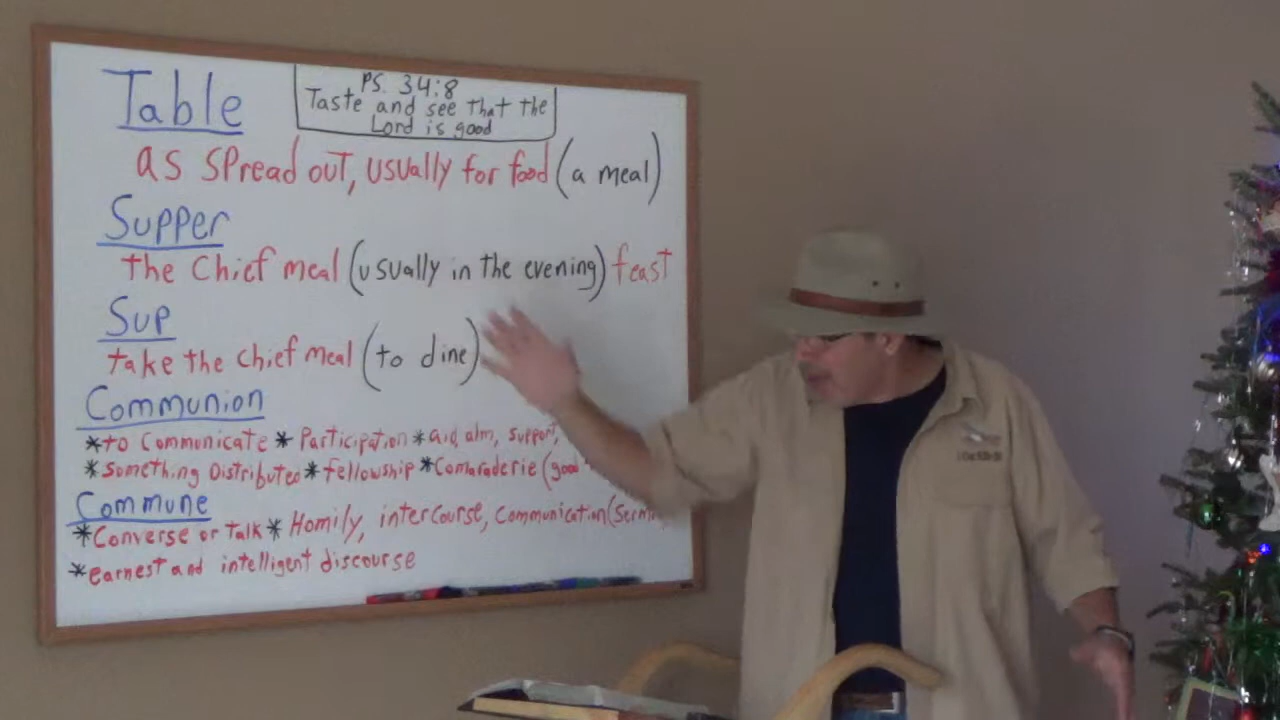 Table
PS. 34:8
Taste and see that the
Lord is good
as spread out, usually for food (a meal)
Supper
the Chief meal (usually in the evening) feast
Sup
take the chief meal (to dine)
Communion
*to Communicate * Participation * aid, alm, support,
*Something Distributed * fellowship * Comaraderie (good
Commune
*Converse or Talk * Homily, intercourse, Communication (
*earnest and intelligent discourse